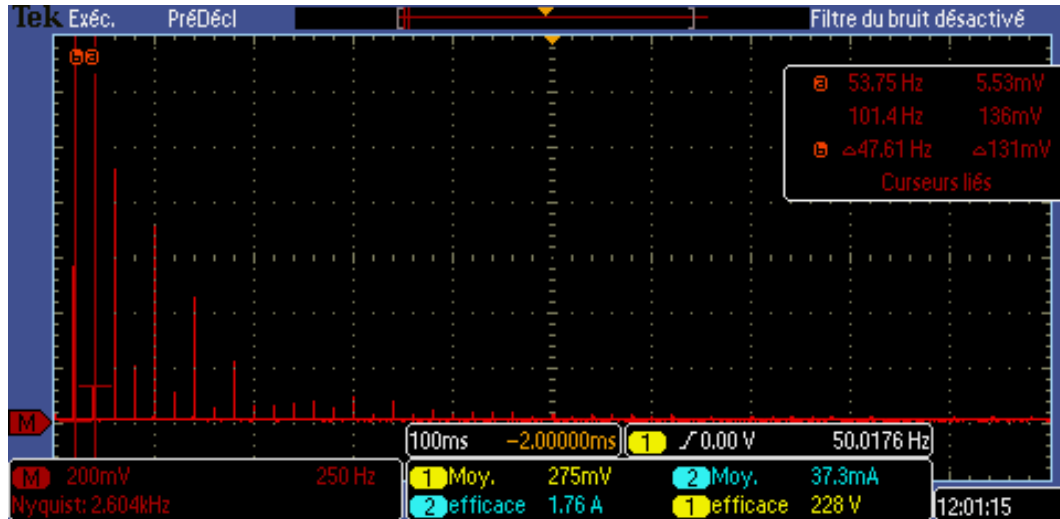 Tek Exéc. PréDécl Filtre du bruit désactivé
b a
a 53.75 Hz 5.53mV
101.4 Hz 136mV
b △47.61 Hz △131mV
Curseurs liés
M
100ms -2.00000ms 1 0.00 V 50.0176 Hz
M 200mV 250 Hz 1 Moy. 275mV 2 Moy. 37.3mA
Nyquist: 2.604kHz 2 efficace 1.76 A 1 efficace 228 V 12:01:15